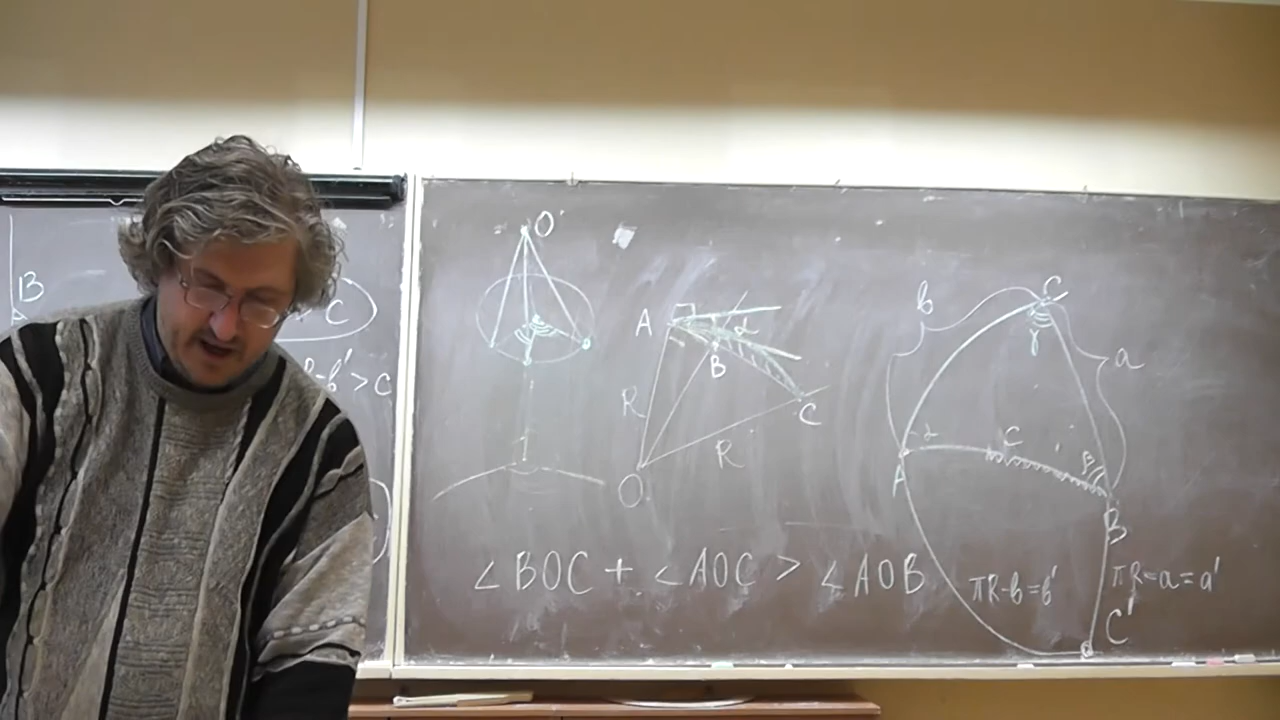 B
C
-b' > C
O'
A
B
C
R
R
O
α
b
C
γ
a
α
C
β
A
B
∠BOC + ∠AOC > ∠AOB
πR-b=b'
πR-a=a'
C'